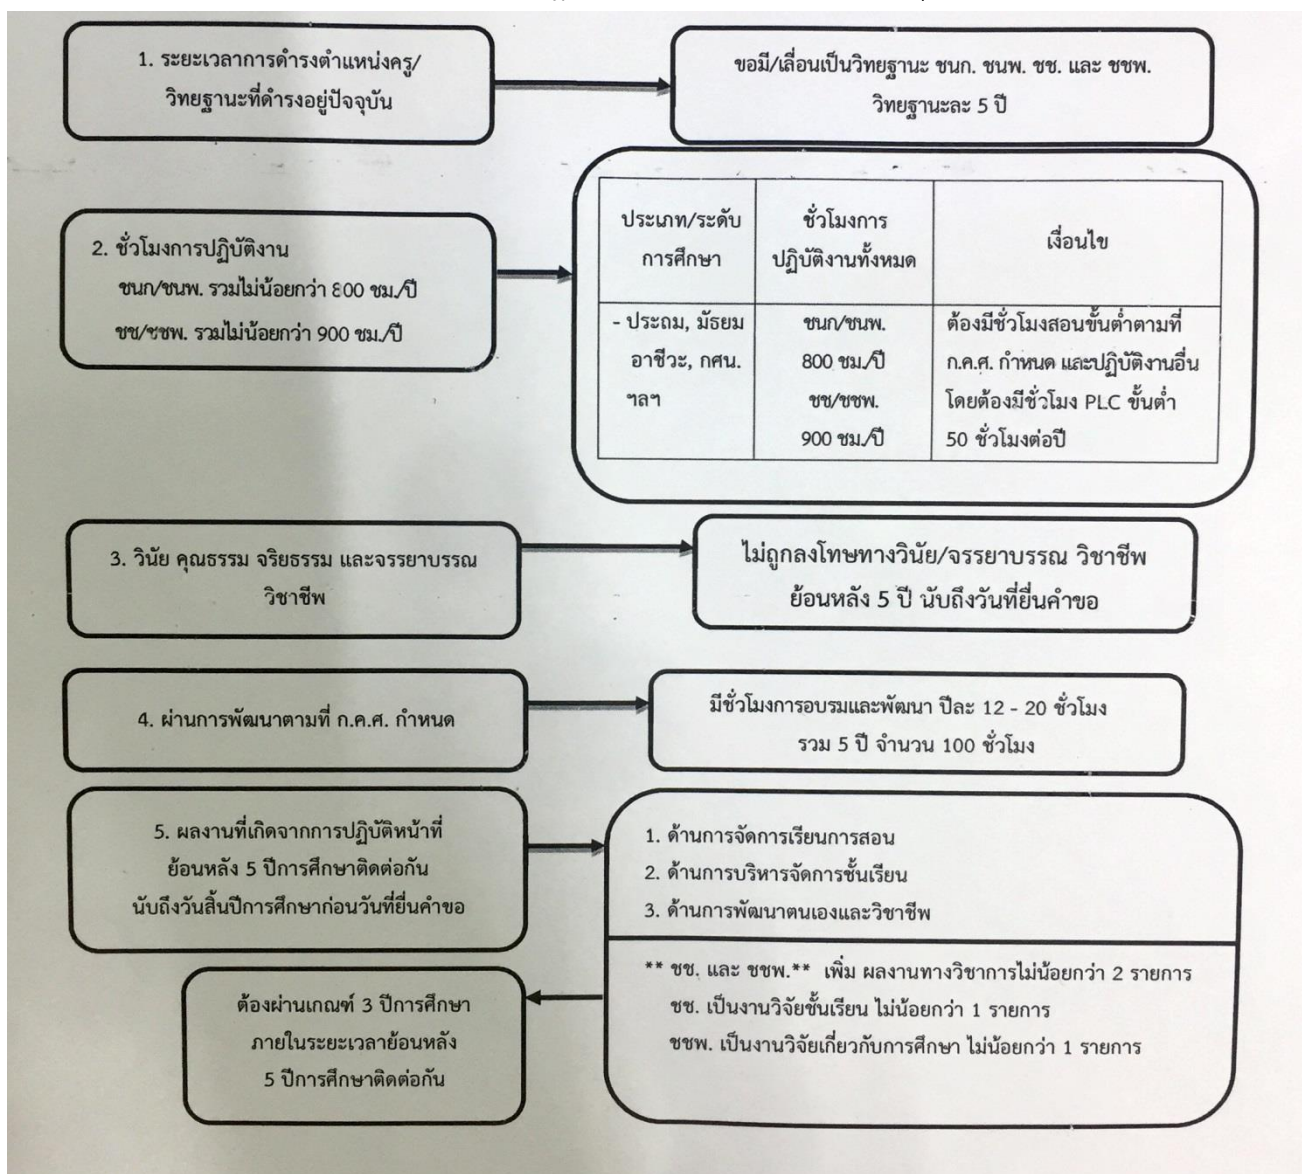 1. ระยะเวลาการดำรงตำแหน่งครู/
วิทยฐานะที่ดำรงอยู่ปัจจุบัน
ขอมี/เลื่อนเป็นวิทยฐานะ ชนก. ชนพ. ชช. และ ชชพ.
วิทยฐานะละ 5 ปี
2. ชั่วโมงการปฏิบัติงาน
ชนก/ชนพ. รวมไม่น้อยกว่า 800 ชม./ปี
ชช/ชชพ. รวมไม่น้อยกว่า 900 ชม./ปี
ประเภท/ระดับ
การศึกษา
ชั่วโมงการ
ปฏิบัติงานทั้งหมด
เงื่อนไข
- ประถม, มัธยม
อาชีวะ, กศน.
ฯลฯ
ชนก/ชนพ.
800 ชม./ปี
ชช/ชชพ.
900 ชม./ปี
ต้องมีชั่วโมงสอนขั้นต่ำตามที่
ก.ค.ศ. กำหนด และปฏิบัติงานอื่น
โดยต้องมีชั่วโมง PLC ขั้นต่ำ
50 ชั่วโมงต่อปี
3. วินัย คุณธรรม จริยธรรม และจรรยาบรรณ
วิชาชีพ
ไม่ถูกลงโทษทางวินัย/จรรยาบรรณ วิชาชีพ
ย้อนหลัง 5 ปี นับถึงวันที่ยื่นคำขอ
4. ผ่านการพัฒนาตามที่ ก.ค.ศ. กำหนด
มีชั่วโมงการอบรมและพัฒนา ปีละ 12 - 20 ชั่วโมง
รวม 5 ปี จำนวน 100 ชั่วโมง
5. ผลงานที่เกิดจากการปฏิบัติหน้าที่
ย้อนหลัง 5 ปีการศึกษาติดต่อกัน
นับถึงวันสิ้นปีการศึกษาก่อนวันที่ยื่นคำขอ
1. ด้านการจัดการเรียนการสอน
2. ด้านการบริหารจัดการชั้นเรียน
3. ด้านการพัฒนาตนเองและวิชาชีพ
** ชช. และ ชชพ.** เพิ่ม ผลงานทางวิชาการไม่น้อยกว่า 2 รายการ
ชช. เป็นงานวิจัยชั้นเรียน ไม่น้อยกว่า 1 รายการ
ชชพ. เป็นงานวิจัยเกี่ยวกับการศึกษา ไม่น้อยกว่า 1 รายการ
ต้องผ่านเกณฑ์ 3 ปีการศึกษา
ภายในระยะเวลาย้อนหลัง
5 ปีการศึกษาติดต่อกัน